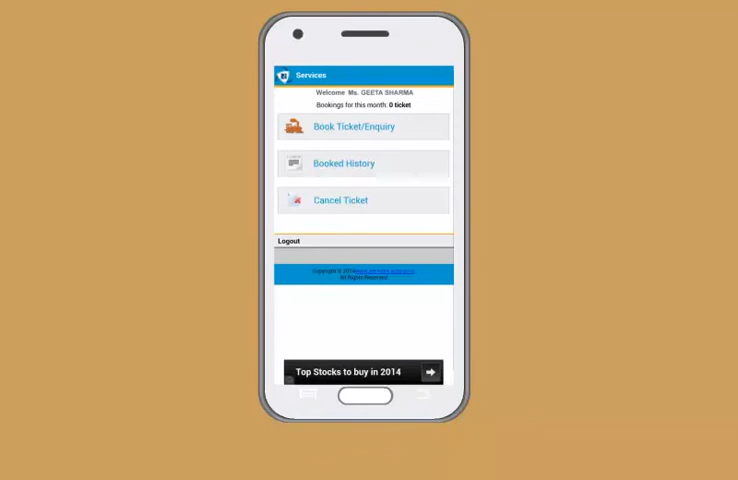 Services
Welcome Ms. GEETA SHARMA
Bookings for this month: 0 ticket
Book Ticket/Enquiry
Booked History
Cancel Ticket
Logout
Copyright © 2014
All Rights Reserved
Top Stocks to buy in 2014